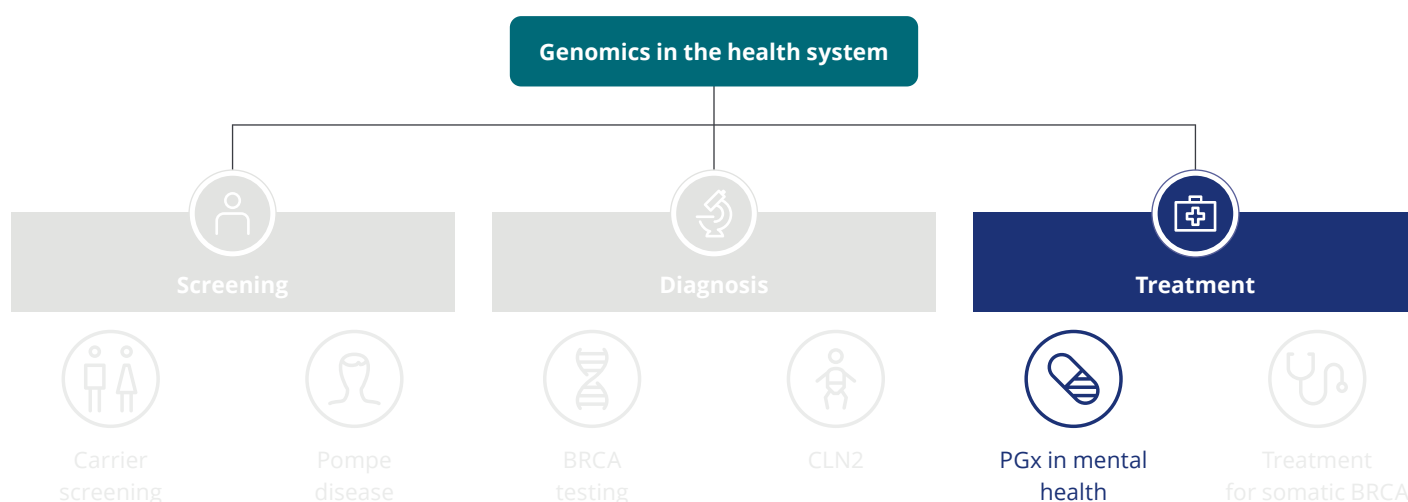 Genomics in the health system
Screening
Diagnosis
Treatment
Carrier
screening
Pompe
disease
BRCA
testing
CLN2
PGx in mental
health
Treatment
for somatic BRCA